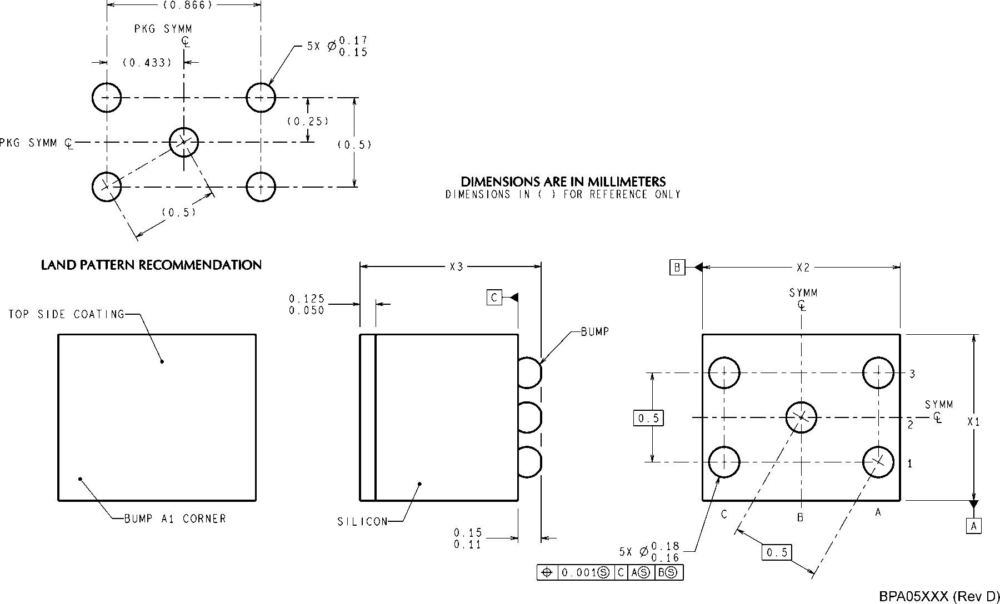 (0.866)
PKG SYMM
℄
5X ⌀0.17
0.15
(0.433)
(0.25)
PKG SYMM ℄
(0.5)
(0.5)
DIMENSIONS ARE IN MILLIMETERS
DIMENSIONS IN ( ) FOR REFERENCE ONLY
LAND PATTERN RECOMMENDATION
X3
B
X2
SYMM
℄
0.125
0.050
C
TOP SIDE COATING
BUMP
3
0.5
SYMM
℄
2
X1
1
BUMP A1 CORNER
SILICON
C
B
A
A
0.15
0.11
5X ⌀0.18
0.16
0.5
⌖ 0.001Ⓢ C AⓈ BⓈ
BPA05XXX (Rev D)